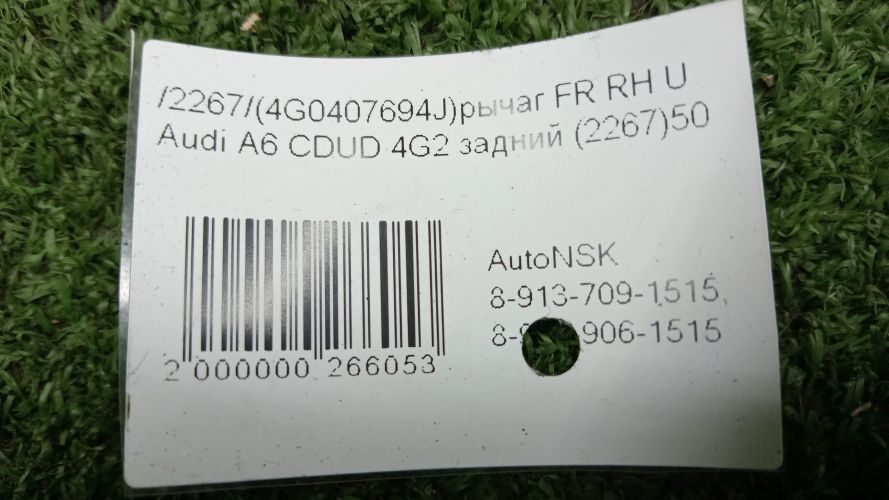 /2267/(4G0407694J)рычаг FR RH U
Audi A6 CDUD 4G2 задний (2267)50
AutoNSK
8-913-709-1515,
906-1515
2 000000 266053